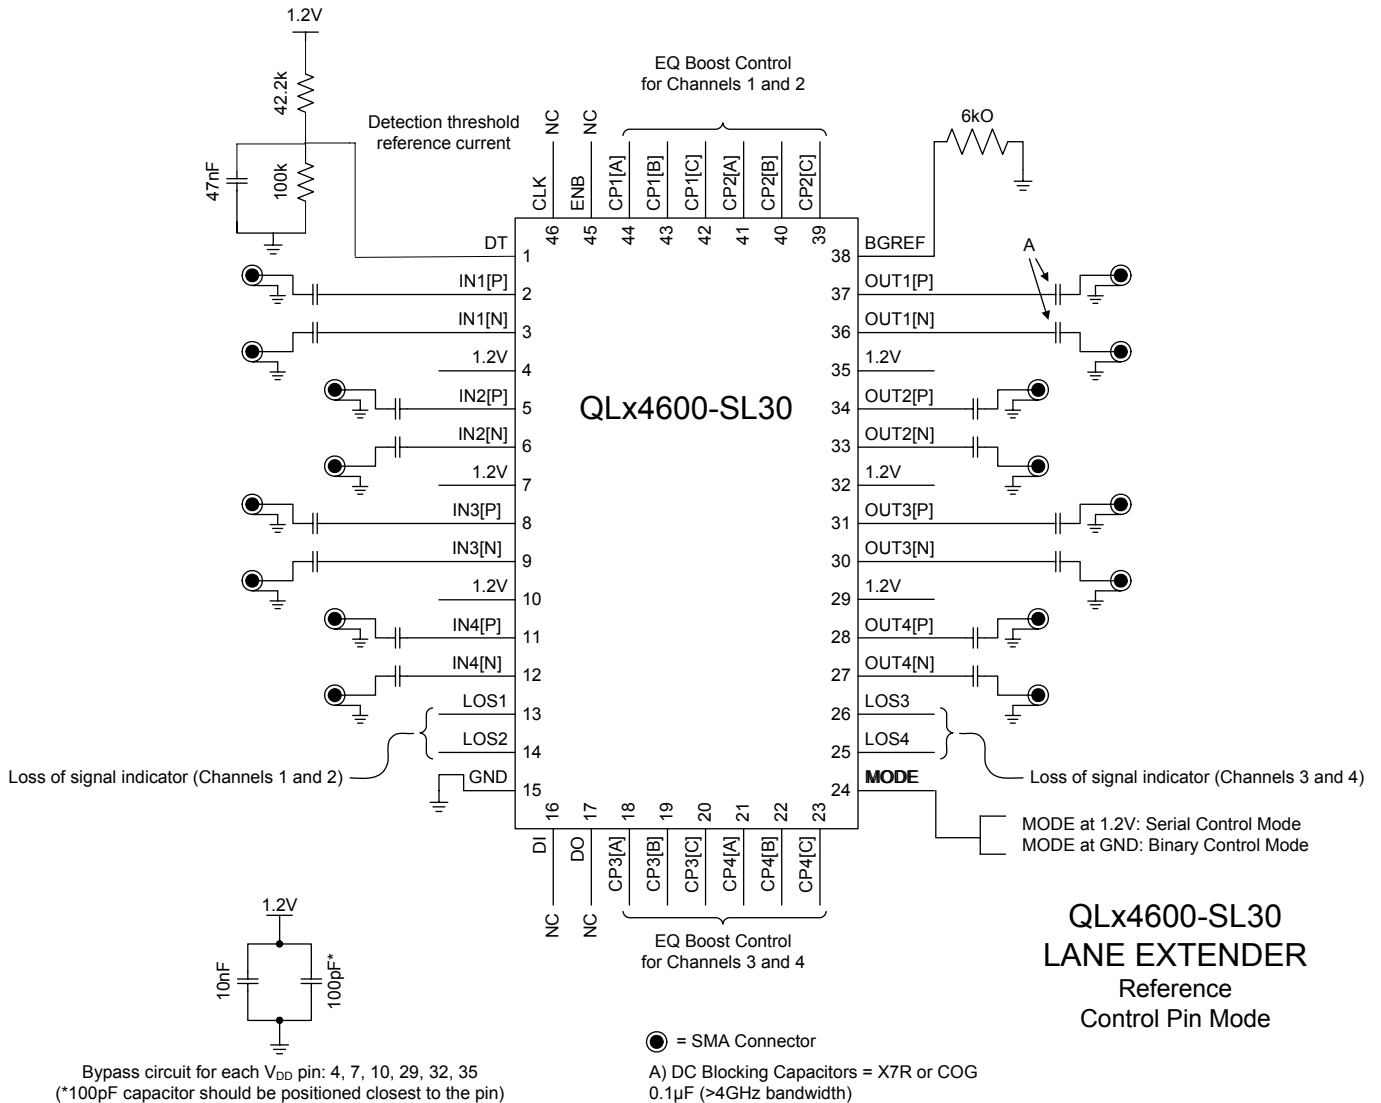 1.2V
42.2k
47nF
100k
Detection threshold
reference current
EQ Boost Control
for Channels 1 and 2
NC
NC
CLK
ENB
CP1[A]
CP1[B]
CP1[C]
CP2[A]
CP2[B]
CP2[C]
46
45
44
43
42
41
40
39
6kO
A
DT
1
IN1[P]
2
IN1[N]
3
1.2V
4
IN2[P]
5
IN2[N]
6
1.2V
7
IN3[P]
8
IN3[N]
9
1.2V
10
IN4[P]
11
IN4[N]
12
LOS1
13
LOS2
14
GND
15
Loss of signal indicator (Channels 1 and 2)
QLx4600-SL30
38
BGREF
37
OUT1[P]
36
OUT1[N]
35
1.2V
34
OUT2[P]
33
OUT2[N]
32
1.2V
31
OUT3[P]
30
OUT3[N]
29
1.2V
28
OUT4[P]
27
OUT4[N]
26
LOS3
25
LOS4
24
MODE
Loss of signal indicator (Channels 3 and 4)
MODE at 1.2V: Serial Control Mode
MODE at GND: Binary Control Mode
16
17
18
19
20
21
22
23
DI
DO
CP3[A]
CP3[B]
CP3[C]
CP4[A]
CP4[B]
CP4[C]
NC
NC
EQ Boost Control
for Channels 3 and 4
1.2V
10nF
100pF*
Bypass circuit for each VDD pin: 4, 7, 10, 29, 32, 35
(*100pF capacitor should be positioned closest to the pin)
= SMA Connector
A) DC Blocking Capacitors = X7R or COG
0.1µF (>4GHz bandwidth)
QLx4600-SL30
LANE EXTENDER
Reference
Control Pin Mode